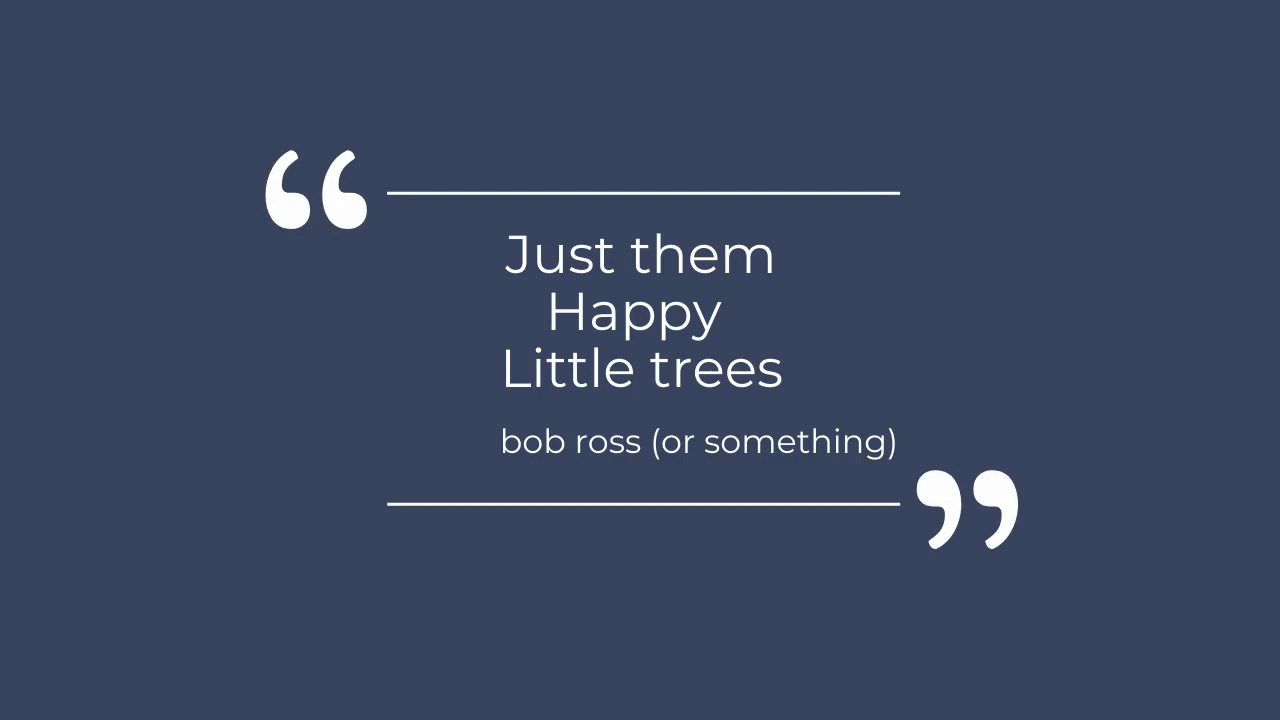 “
Just them
Happy
Little trees
bob ross (or something)
”